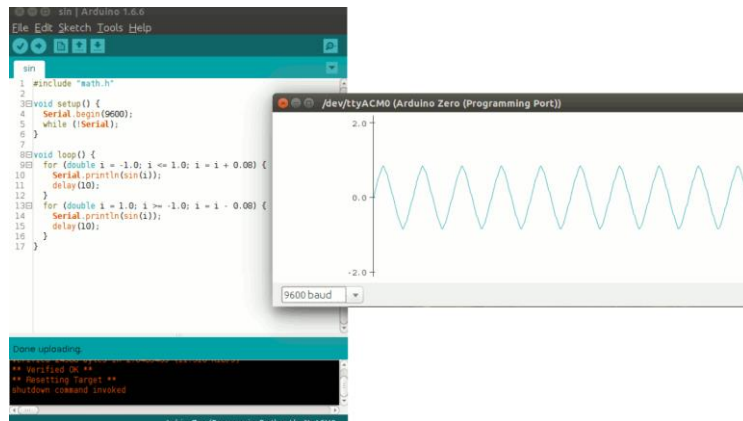 sin | Arduino 1.6.6
File Edit Sketch Tools Help
sin
1 #include "math.h"
2
3 void setup() {
4 Serial.begin(9600);
5 while (!Serial);
6 }
7
8 void loop() {
9 for (double i = -1.0; i <= 1.0; i = i + 0.08) {
10 Serial.println(sin(i));
11 delay(10);
12 }
13 for (double i = 1.0; i >= -1.0; i = i - 0.08) {
14 Serial.println(sin(i));
15 delay(10);
16 }
17 }
Done uploading.
** Verified OK **
** Resetting Target **
shutdown command invoked
/dev/ttyACM0 (Arduino Zero (Programming Port))
2.0
0.0
-2.0
9600 baud